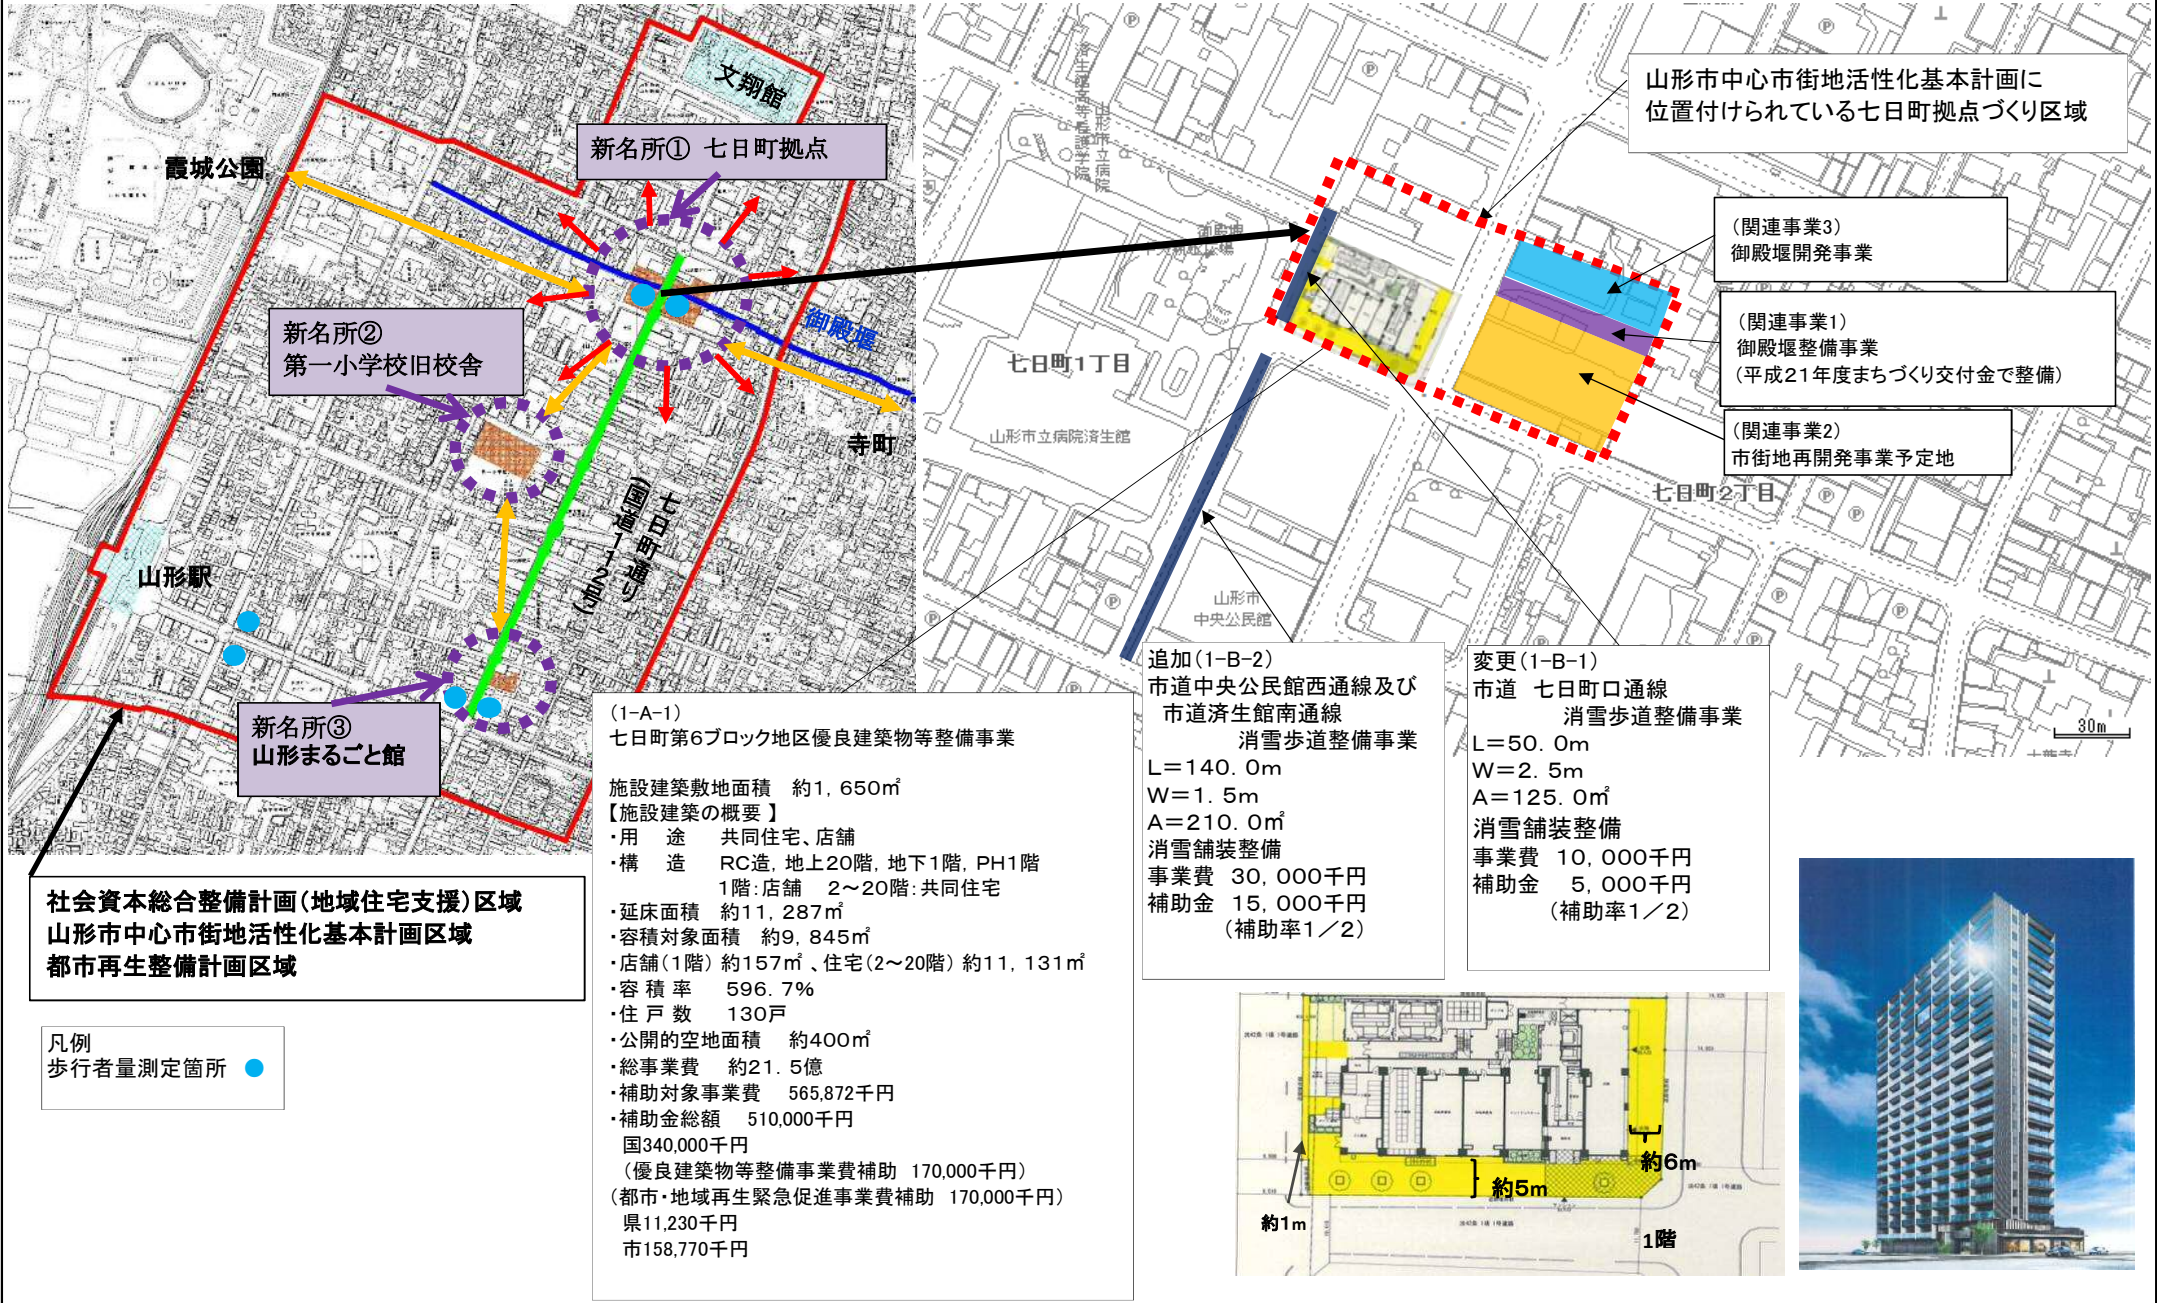 文翔館
新名所① 七日町拠点
霞城公園
新名所②
第一小学校旧校舎
御殿堰
寺町
七日町通り
(国道112号)
山形駅
新名所③
山形まるごと館
社会資本総合整備計画(地域住宅支援)区域
山形市中心市街地活性化基本計画区域
都市再生整備計画区域
凡例
歩行者量測定箇所
山形市中心市街地活性化基本計画に
位置付けられている七日町拠点づくり区域
(関連事業3)
御殿堰開発事業
(関連事業1)
御殿堰整備事業
(平成21年度まちづくり交付金で整備)
(関連事業2)
市街地再開発事業予定地
七日町1丁目
山形市立病院済生館
七日町2丁目
山形市
中央公民館
30m
(1-A-1)
七日町第6ブロック地区優良建築物等整備事業
施設建築敷地面積 約1,650㎡
【施設建築の概要】
・用 途 共同住宅、店舗
・構 造 RC造, 地上20階, 地下1階, PH1階
1階:店舗 2~20階:共同住宅
・延床面積 約11,287㎡
・容積対象面積 約9,845㎡
・店舗(1階) 約157㎡、住宅(2~20階) 約11,131㎡
・容積率 596.7%
・住戸数 130戸
・公開的空地面積 約400㎡
・総事業費 約21.5億
・補助対象事業費 565,872千円
・補助金総額 510,000千円
国340,000千円
(優良建築物等整備事業費補助 170,000千円)
(都市・地域再生緊急促進事業費補助 170,000千円)
県11,230千円
市158,770千円
追加(1-B-2)
市道中央公民館西通線及び
市道済生館南通線
消雪歩道整備事業
L=140.0m
W=1.5m
A=210.0㎡
消雪舗装整備
事業費 30,000千円
補助金 15,000千円
(補助率1/2)
変更(1-B-1)
市道 七日町口通線
消雪歩道整備事業
L=50.0m
W=2.5m
A=125.0㎡
消雪舗装整備
事業費 10,000千円
補助金 5,000千円
(補助率1/2)
約6m
約5m
約1m
1階